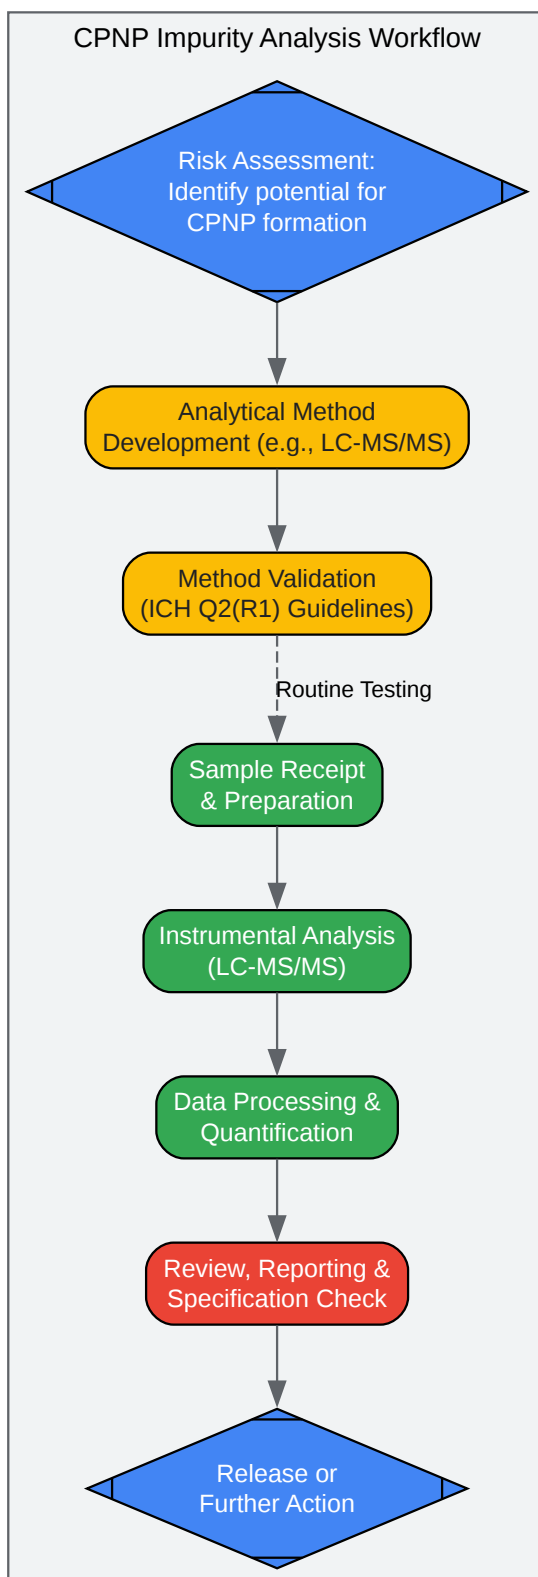 CPNP Impurity Analysis Workflow
Risk Assessment:
Identify potential for
CPNP formation
Analytical Method
Development (e.g., LC-MS/MS)
Method Validation
(ICH Q2(R1) Guidelines)
Routine Testing
Sample Receipt
& Preparation
Instrumental Analysis
(LC-MS/MS)
Data Processing &
Quantification
Review, Reporting &
Specification Check
Release or
Further Action